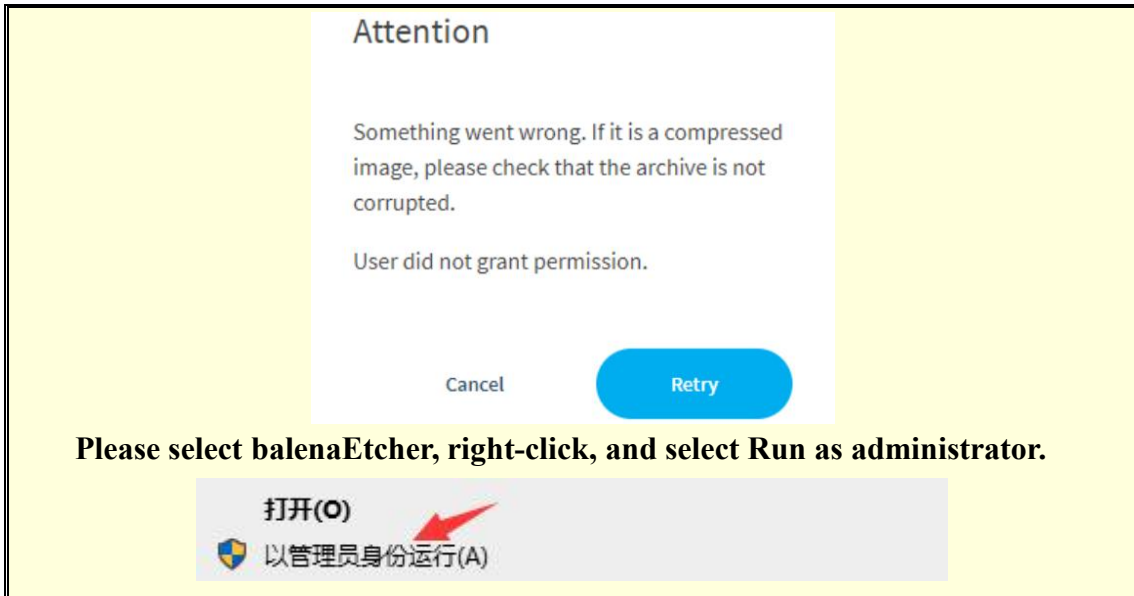 Attention
Something went wrong. If it is a compressed
image, please check that the archive is not
corrupted.
User did not grant permission.
Cancel Retry
Please select balenaEtcher, right-click, and select Run as administrator.
打开(O)
以管理员身份运行(A)